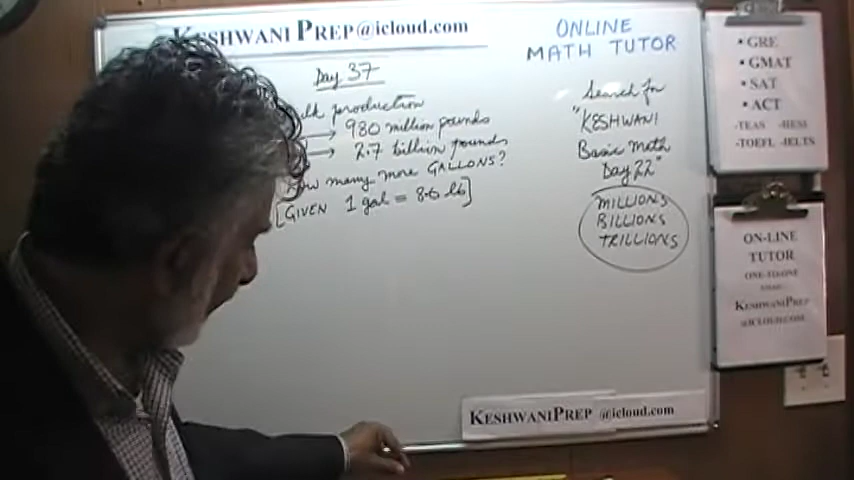 KESHWANI PREP@icloud.com
Day 37
production
980 million pounds
2.7 billion pounds
How many more GALLONS?
[GIVEN 1 gal = 8.6 lb]
ONLINE
MATH TUTOR
Search for
"KESHWANI
Basic Math
Day 22"
MILLIONS
BILLIONS
TRILLIONS
KESHWANIPREP @icloud.com
• GRE
• GMAT
• SAT
• ACT
-TEAS -HESI
-TOEFL -IELTS
ON-LINE
TUTOR
ONE-TO-ONE
KESHWANIPREP
@ICLOUD.COM